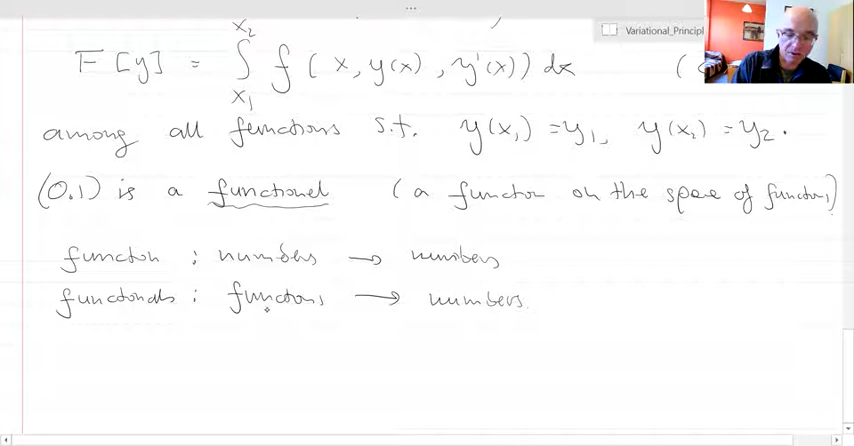 Variational_Principl
x₂
F[y] = ∫ f(x, y(x), y'(x)) dx (
x₁
among all functions s.t. y(x₁) = y₁, y(x₂) = y₂.
(0.1) is a functional (a function on the space of functions)
function : numbers → numbers
functionals : functions → numbers.